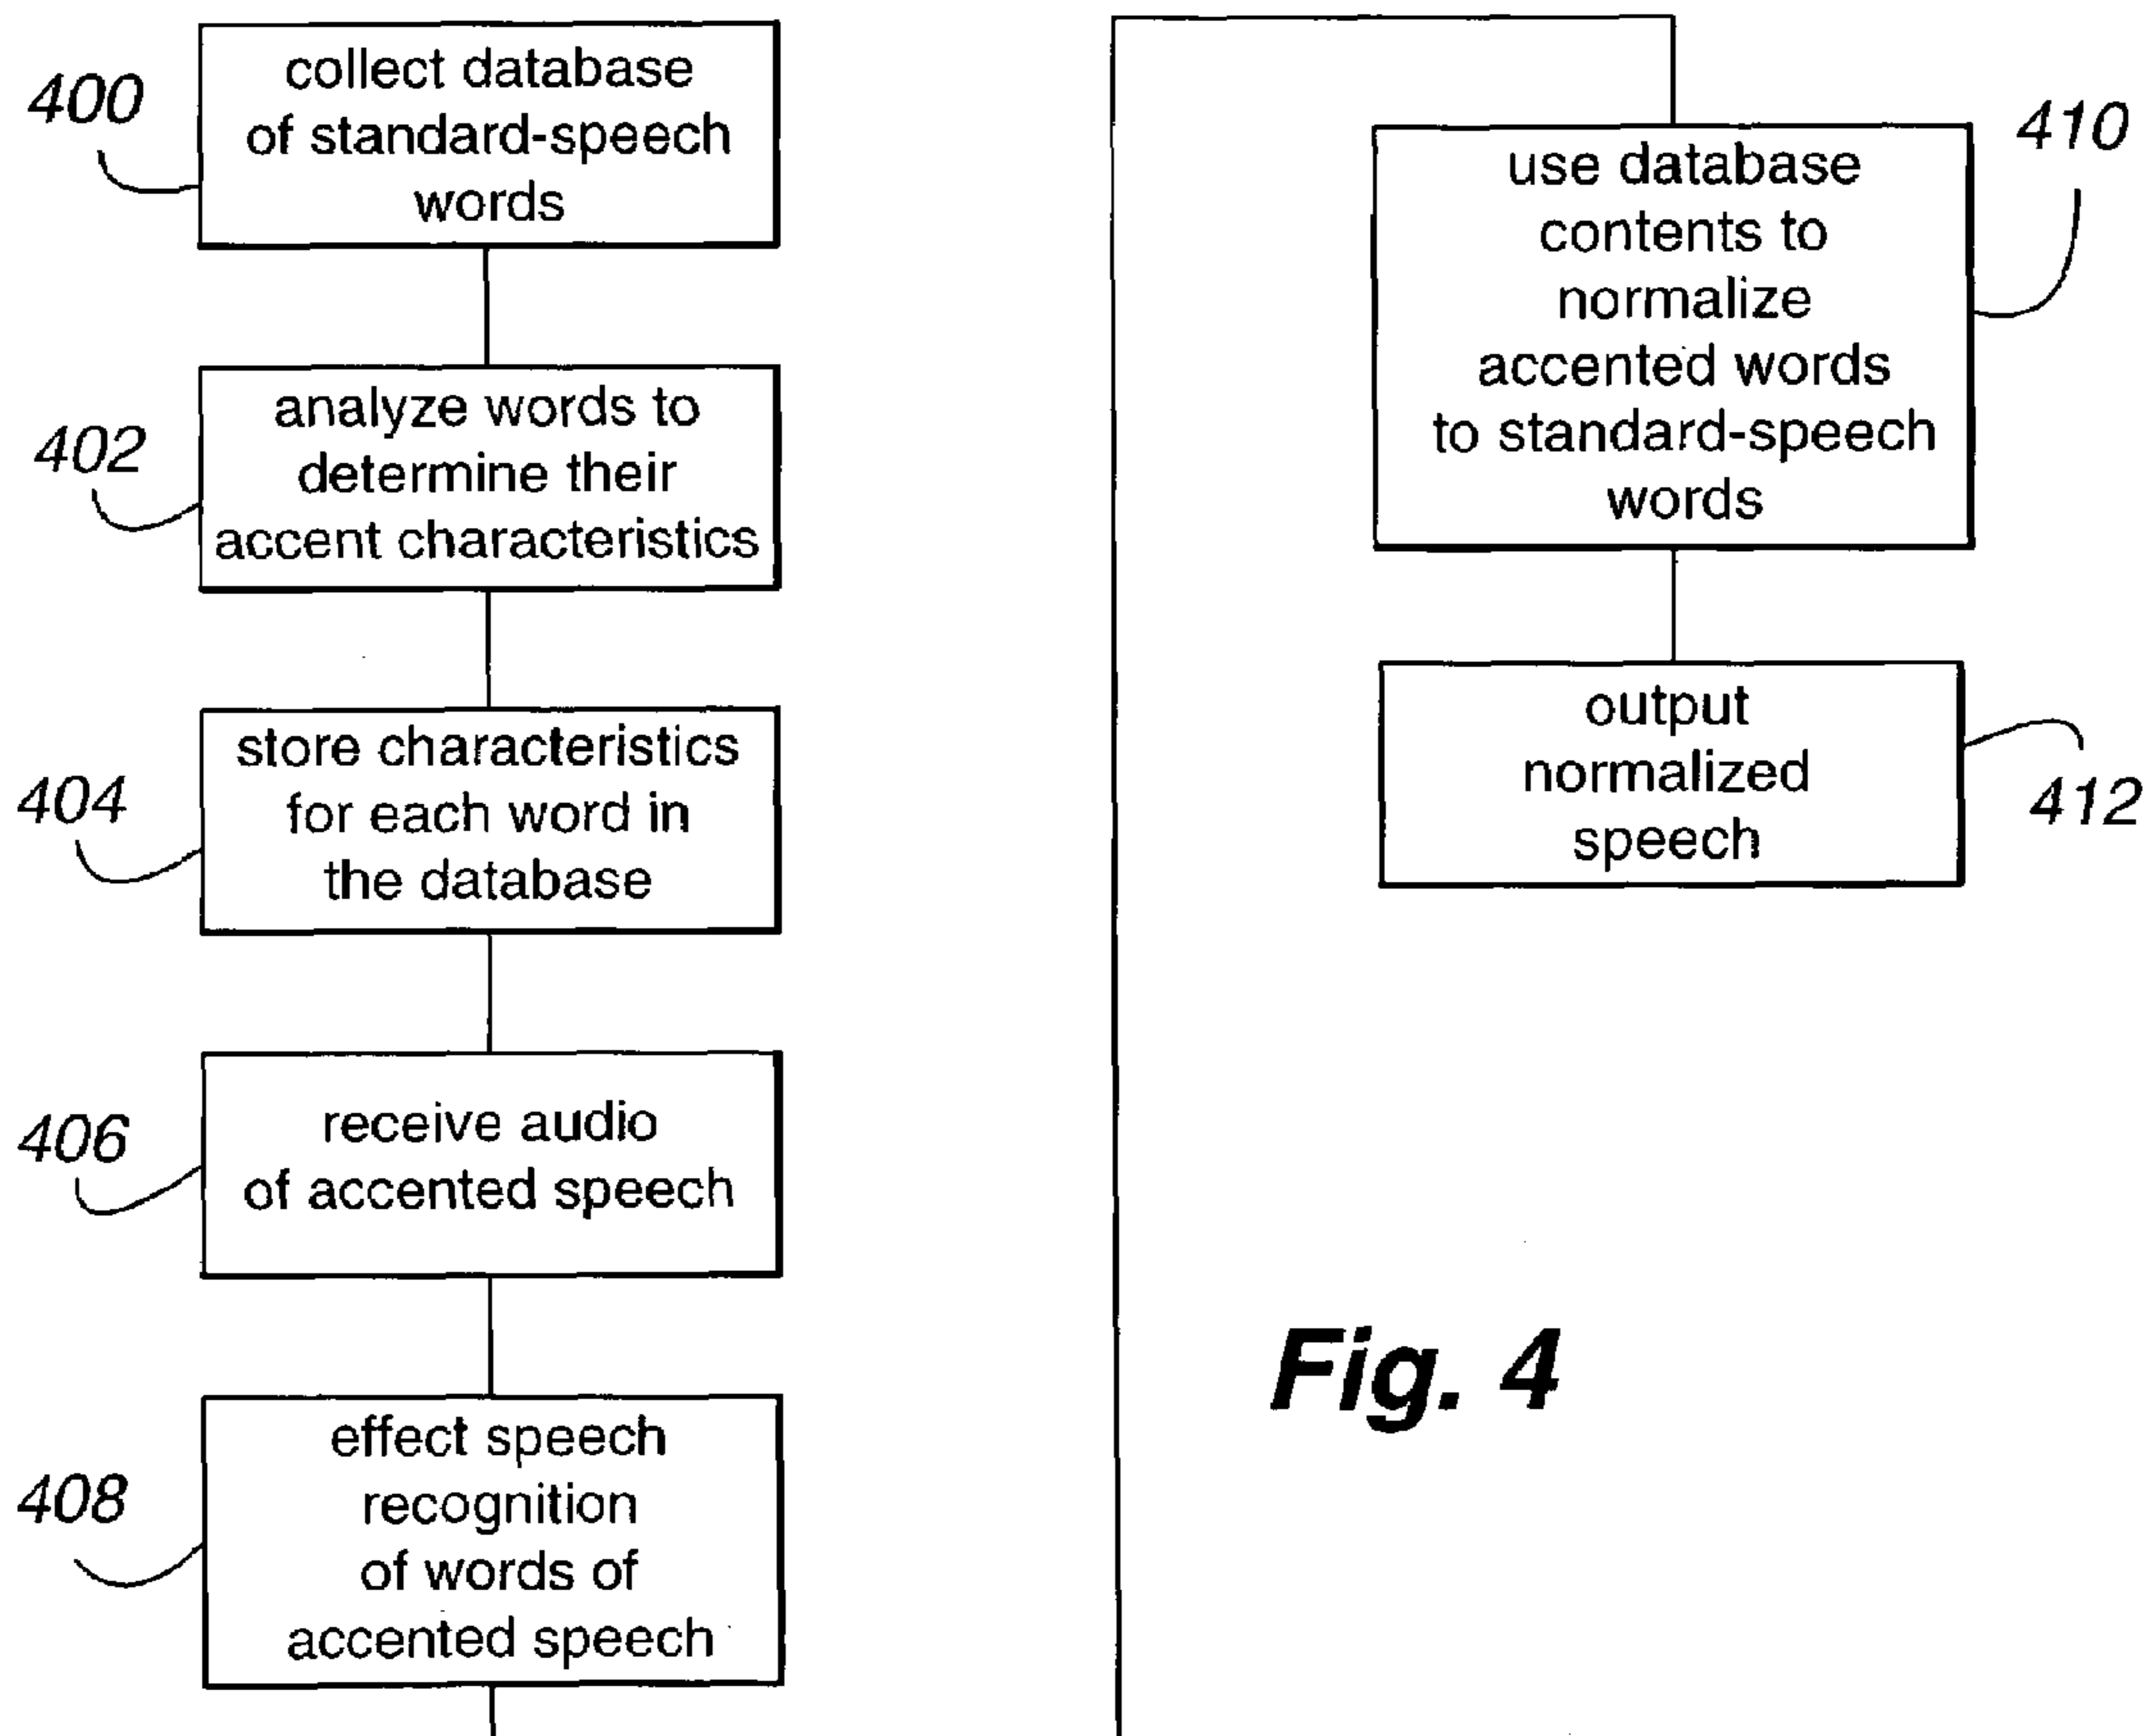 400
collect database
of standard-speech
words
402
analyze words to
determine their
accent characteristics
404
store characteristics
for each word in
the database
406
receive audio
of accented speech
408
effect speech
recognition
of words of
accented speech
410
use database
contents to
normalize
accented words
to standard-speech
words
412
output
normalized
speech
Fig. 4